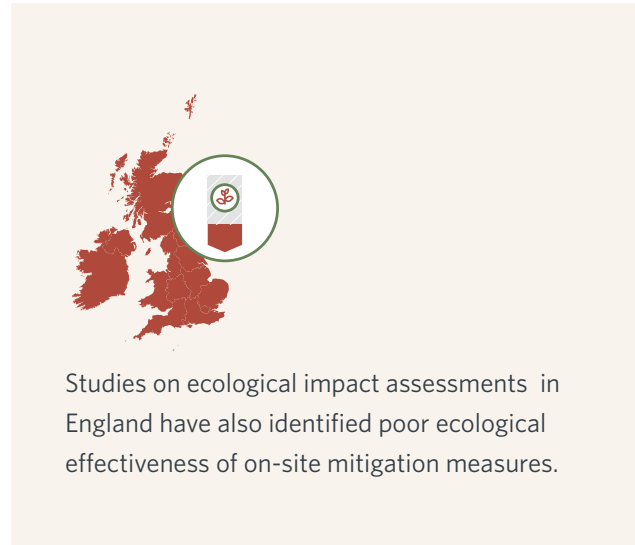 Studies on ecological impact assessments  in
England have also identified poor ecological
effectiveness of on-site mitigation measures.